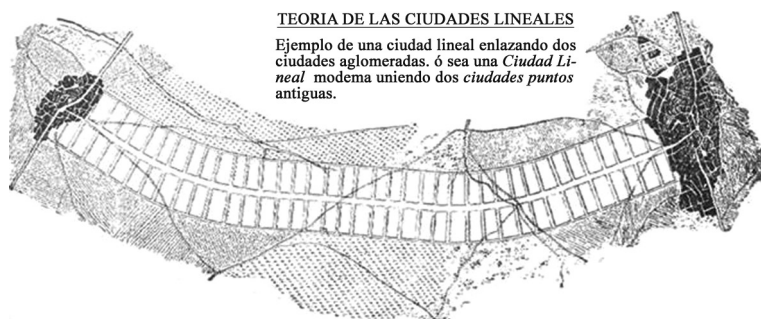 TEORIA DE LAS CIUDADES LINEALES
Ejemplo de una ciudad lineal enlazando dos
ciudades aglomeradas. ó sea una Ciudad Li-
neal modema uniendo dos ciudades puntos
antiguas.